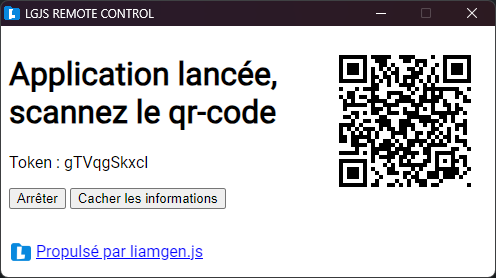 LGJS REMOTE CONTROL
Application lancée,
scannez le qr-code
Token : gTVqgSkxcI
Arrêter Cacher les informations
Propulsé par liamgen.js